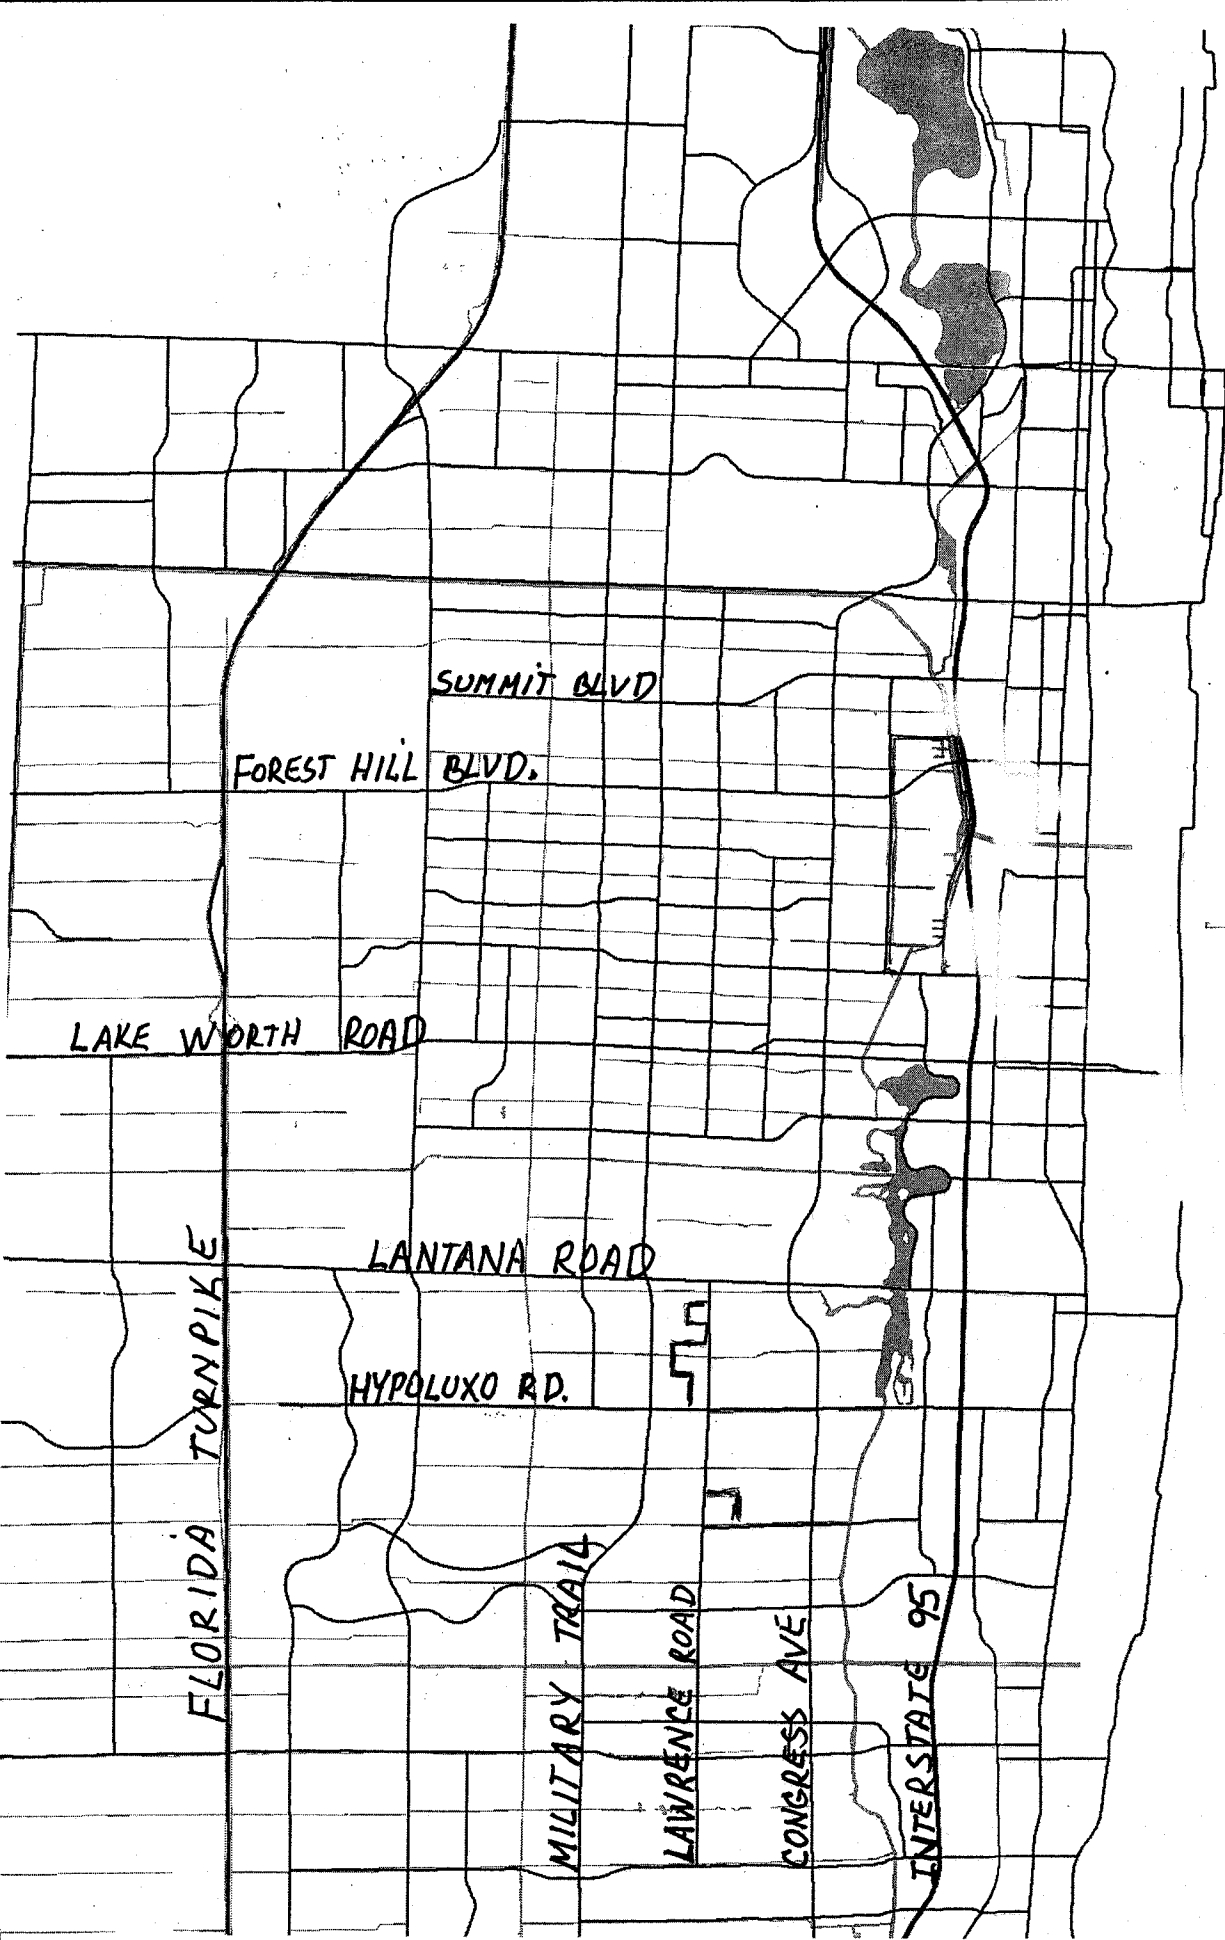 SUMMIT BLVD
FOREST HILL BLVD.
LAKE WORTH ROAD
LANTANA ROAD
HYPOLUXO RD.
FLORIDA TURNPIKE
MILITARY TRAIL
LAWRENCE ROAD
CONGRESS AVE
INTERSTATE 95